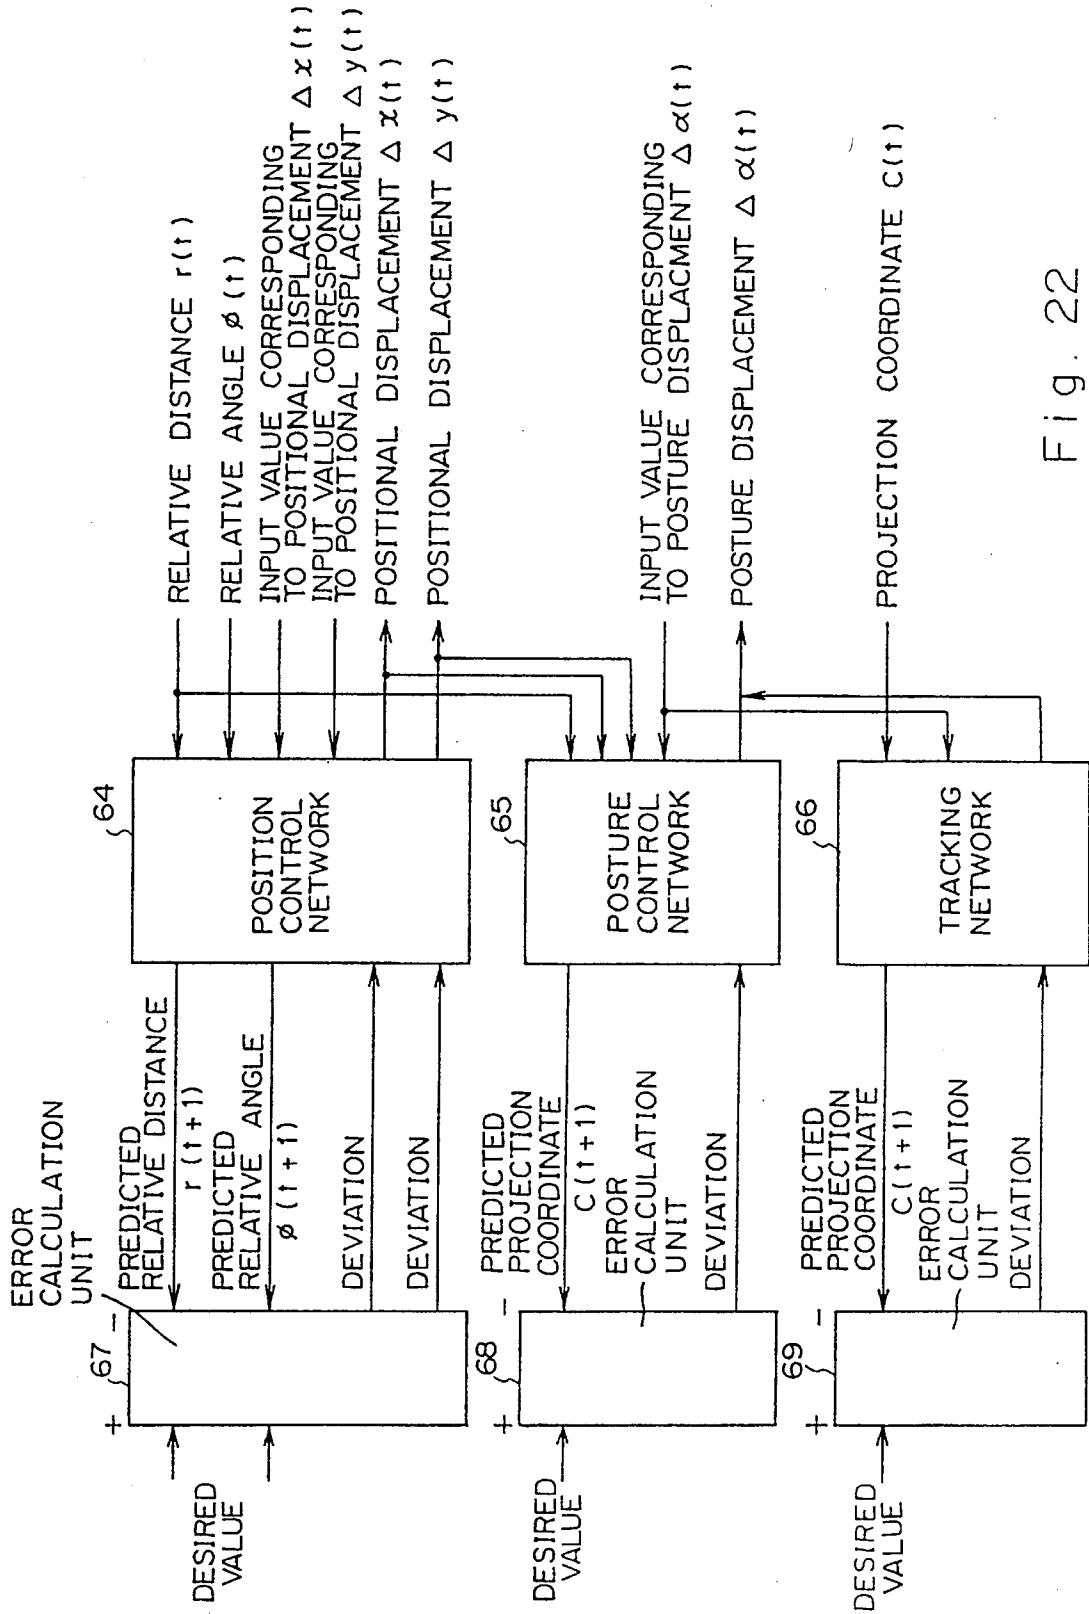 ERROR
CALCULATION
UNIT
67
+
−
DESIRED
VALUE
PREDICTED
RELATIVE DISTANCE
r(t+1)
PREDICTED
RELATIVE ANGLE
ø(t+1)
DEVIATION
DEVIATION
64
POSITION
CONTROL
NETWORK
RELATIVE DISTANCE r(t)
RELATIVE ANGLE ø(t)
INPUT VALUE CORRESPONDING
TO POSITIONAL DISPLACEMENT Δx(t)
INPUT VALUE CORRESPONDING
TO POSITIONAL DISPLACEMENT Δy(t)
POSITIONAL DISPLACEMENT Δx(t)
POSITIONAL DISPLACEMENT Δy(t)
68
+
−
DESIRED
VALUE
PREDICTED
PROJECTION
COORDINATE
C(t+1)
ERROR
CALCULATION
UNIT
DEVIATION
65
POSTURE
CONTROL
NETWORK
INPUT VALUE CORRESPONDING
TO POSTURE DISPLACMENT Δα(t)
POSTURE DISPLACEMENT Δα(t)
69
+
−
DESIRED
VALUE
PREDICTED
PROJECTION
COORDINATE
C(t+1)
ERROR
CALCULATION
UNIT
DEVIATION
66
TRACKING
NETWORK
PROJECTION COORDINATE C(t)
Fig. 22